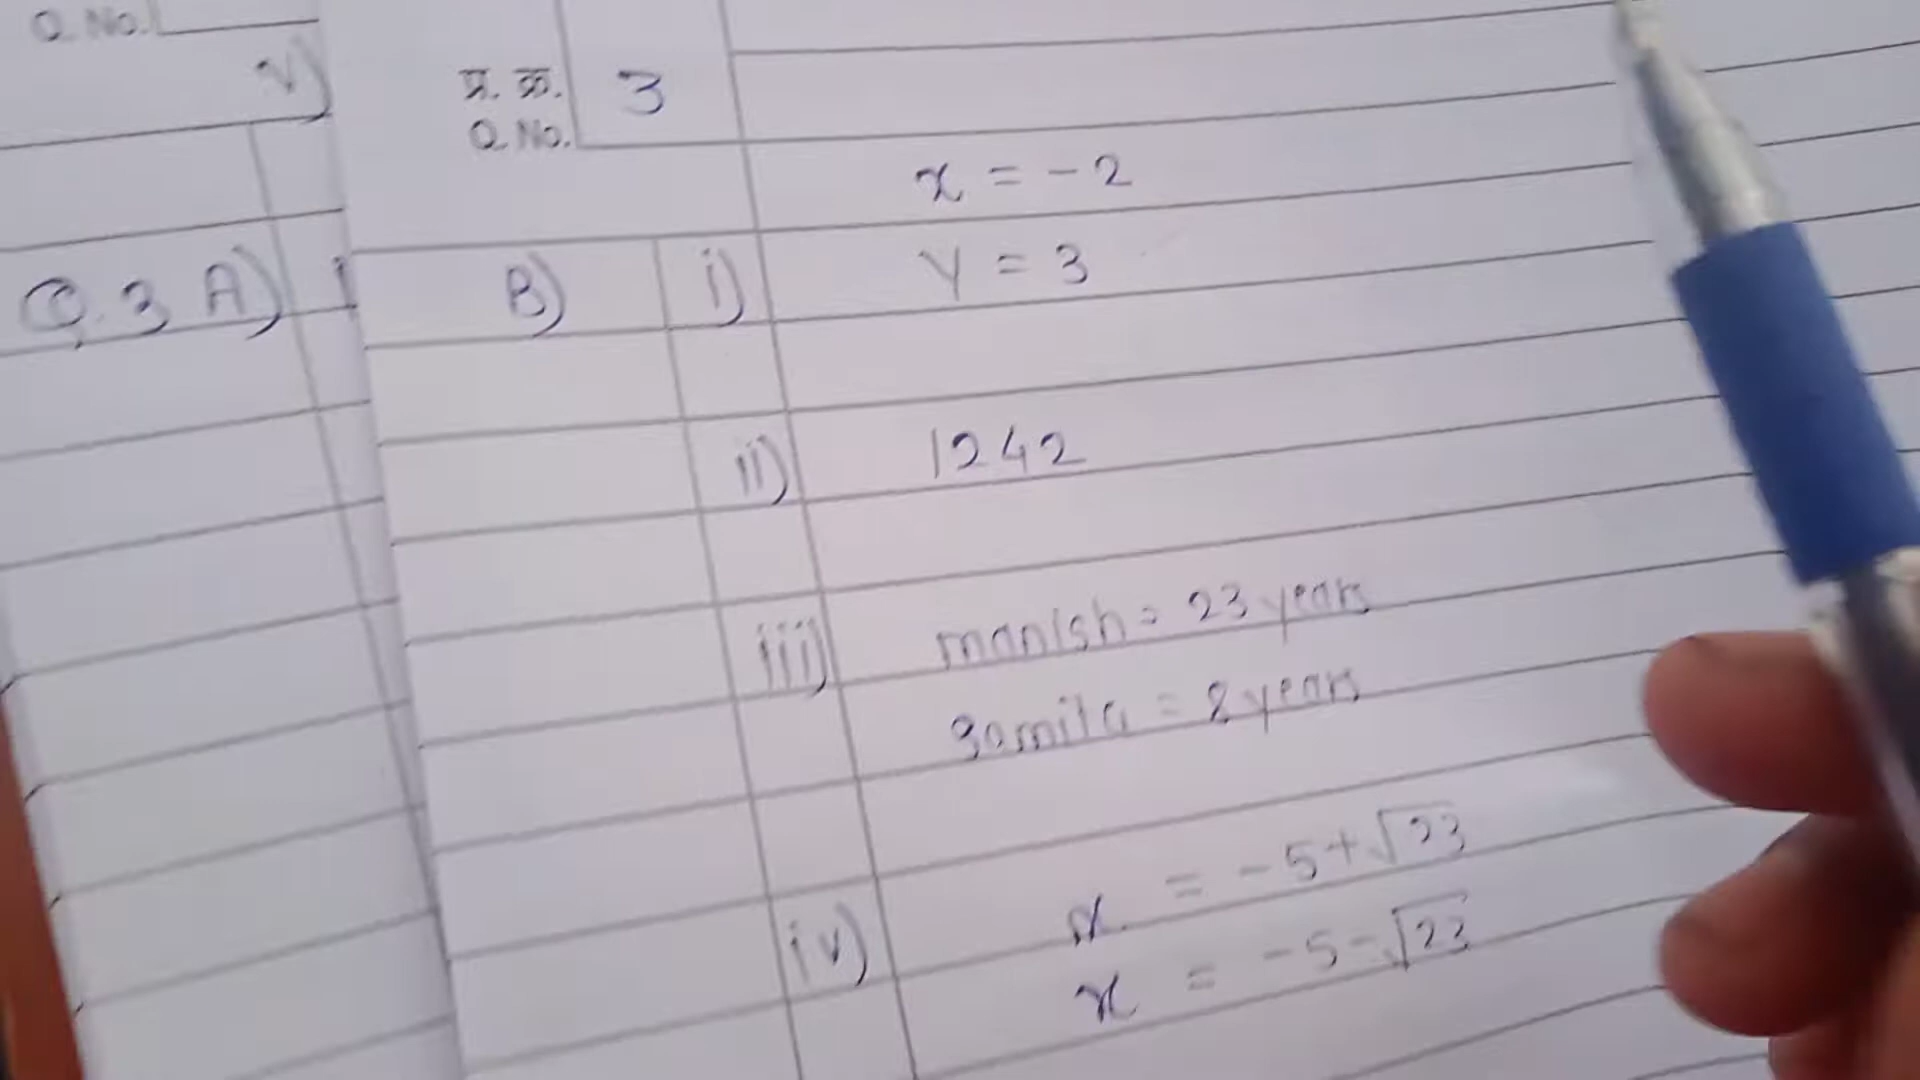 Q. No.
v)
Q. 3 A)
प्र. क्र.
Q. No.
3
x = -2
B) i) y = 3
ii) 1242
iii) manish = 23 years
= 8 years
iv) x = -5+√23
x = -5-√23